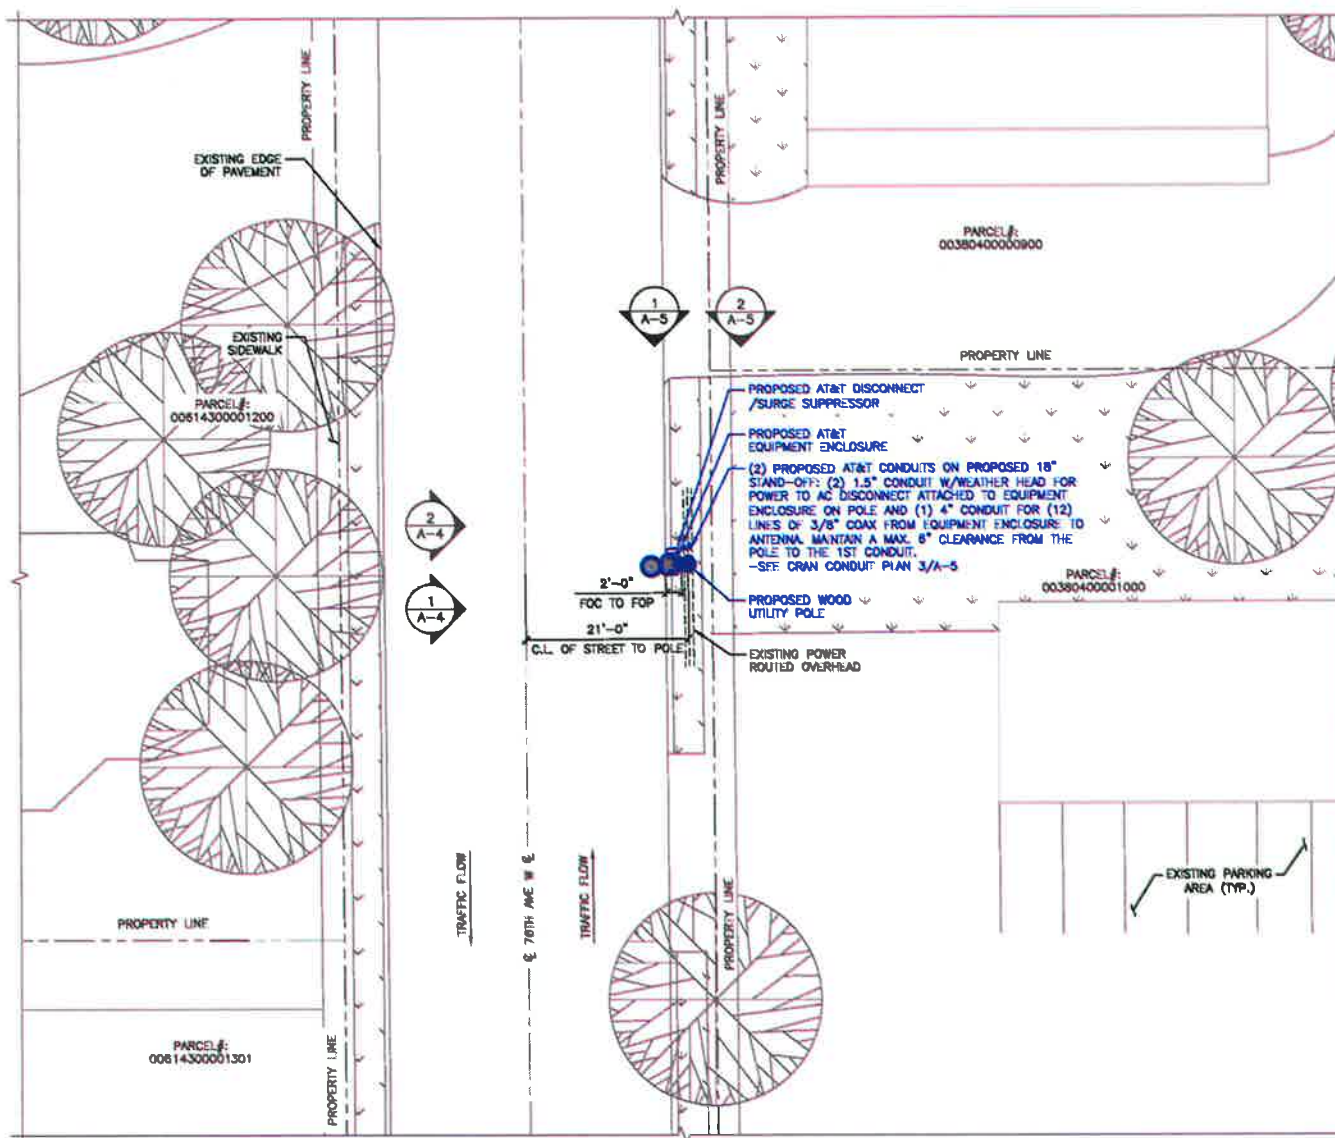 PROPERTY LINE
PROPERTY LINE
EXISTING EDGE
OF PAVEMENT
PARCEL#:
00380400000900
1
A-5
2
A-5
EXISTING
SIDEWALK
PROPERTY LINE
PARCEL#:
00614300001200
PROPOSED AT&T DISCONNECT
/SURGE SUPPRESSOR
PROPOSED AT&T
EQUIPMENT ENCLOSURE
(2) PROPOSED AT&T CONDUITS ON PROPOSED 18"
STAND-OFF: (2) 1.5" CONDUIT W/WEATHER HEAD FOR
POWER TO AC DISCONNECT ATTACHED TO EQUIPMENT
ENCLOSURE ON POLE AND (1) 4" CONDUIT FOR (12)
LINES OF 3/8" COAX FROM EQUIPMENT ENCLOSURE TO
ANTENNA. MAINTAIN A MAX. 6" CLEARANCE FROM THE
POLE TO THE 1ST CONDUIT.
-SEE CRAN CONDUIT PLAN 3/A-5
2
A-4
1
A-4
2'-0"
FOC TO FOP
PARCEL#:
00380400001000
PROPOSED WOOD
UTILITY POLE
21'-0"
C.L. OF STREET TO POLE
EXISTING POWER
ROUTED OVERHEAD
TRAFFIC FLOW
℄ 76TH AVE W ℄
TRAFFIC FLOW
EXISTING PARKING
AREA (TYP.)
PROPERTY LINE
PROPERTY LINE
PARCEL#:
00614300001301
PROPERTY LINE